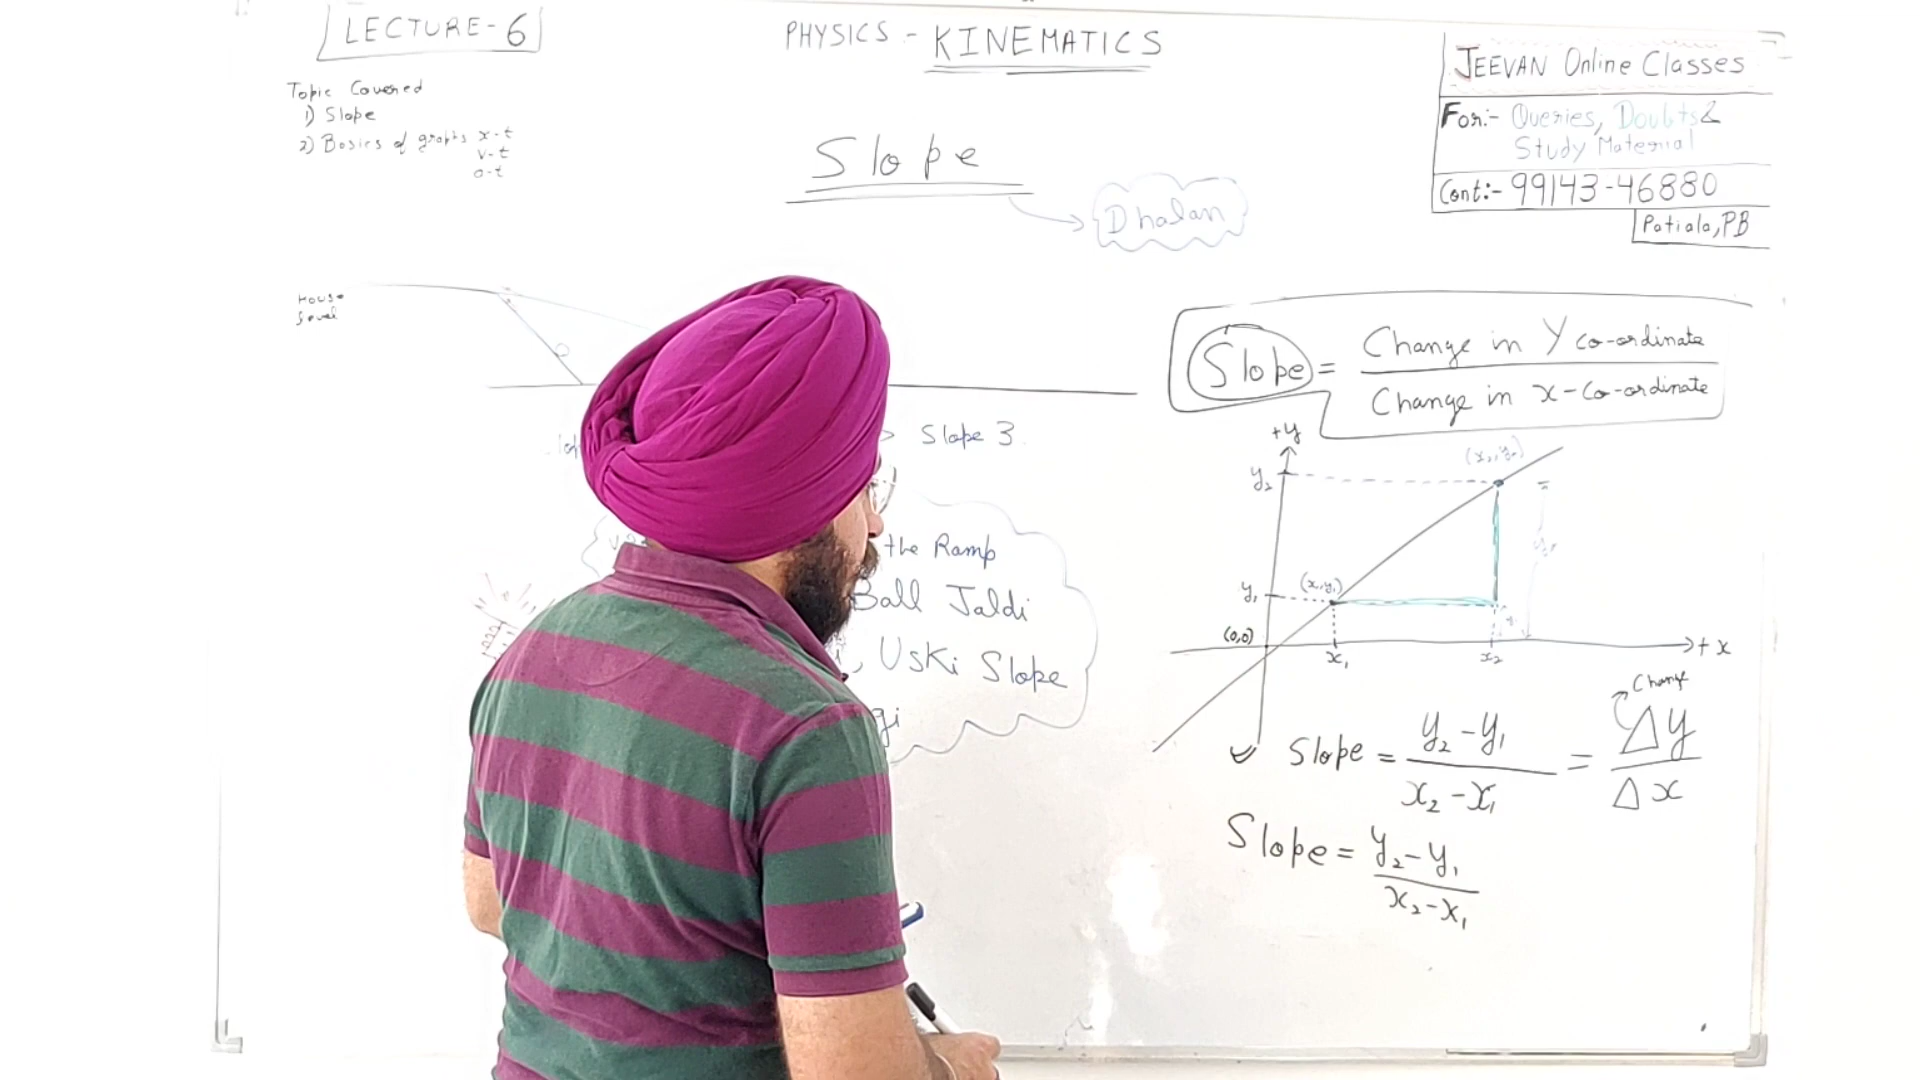 LECTURE-6
PHYSICS - KINEMATICS
JEEVAN Online Classes
For:- Queries, Doubts &
Study Material
Cont:- 99143-46880
Patiala, PB
Topic Covered
1) Slope
2) Basics of graphs x-t
v-t
a-t
Slope
Dhalan
House
level
Slope 3
the Ramp
Ball Jaldi
, Uski Slope
gi
Slope = Change in Y co-ordinate
Change in x-co-ordinate
+y
y₂
(x₂, y₂)
y₁
(x₁, y₁)
(0,0)
x₁
x₂
+x
Change
Slope = y₂-y₁ = Δy
x₂-x₁ Δx
Slope = y₂-y₁
x₂-x₁